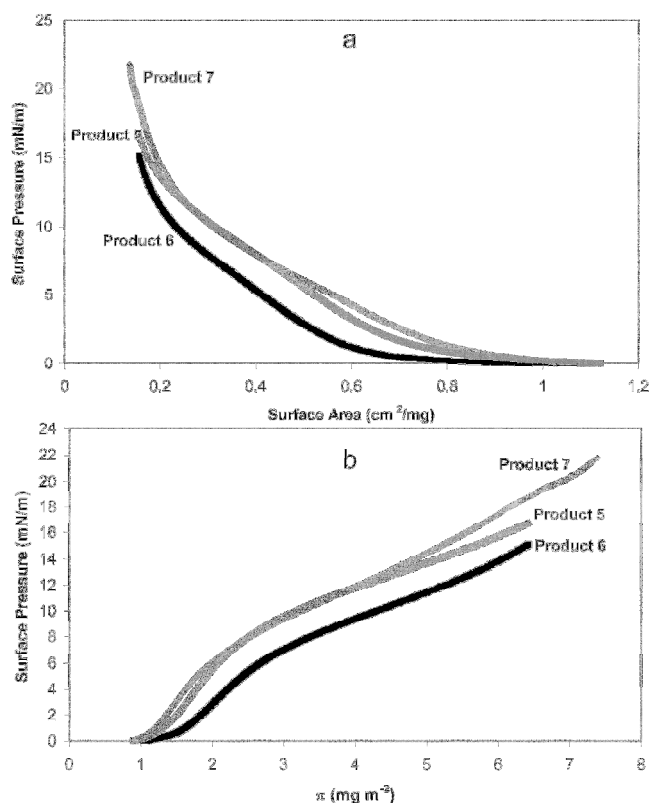 a
25
20
15
10
5
0
Surface Pressure (mN/m)
Product 7
Product 5
Product 6
0 0,2 0,4 0,6 0,8 1 1,2
Surface Area (cm²/mg)
b
24
22
20
18
16
14
12
10
8
6
4
2
0
Surface Pressure (mN/m)
Product 7
Product 5
Product 6
0 1 2 3 4 5 6 7 8
π (mg m⁻²)